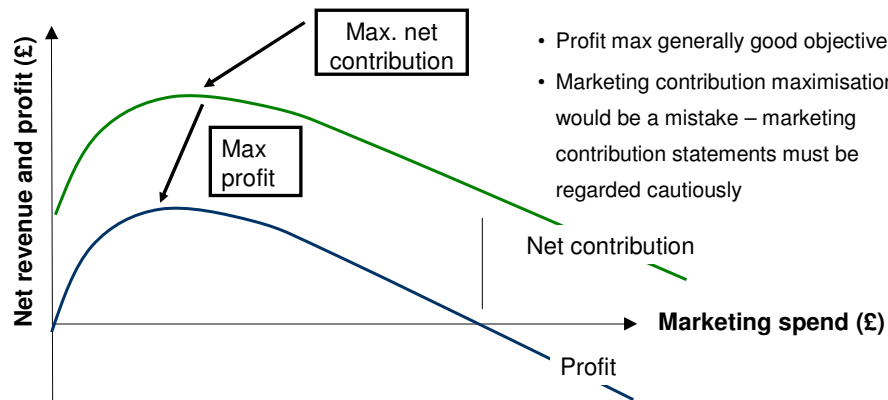 Net revenue and profit (£)
Max. net
contribution
Max
profit
• Profit max generally good objective
• Marketing contribution maximisation
would be a mistake – marketing
contribution statements must be
regarded cautiously
Net contribution
Marketing spend (£)
Profit